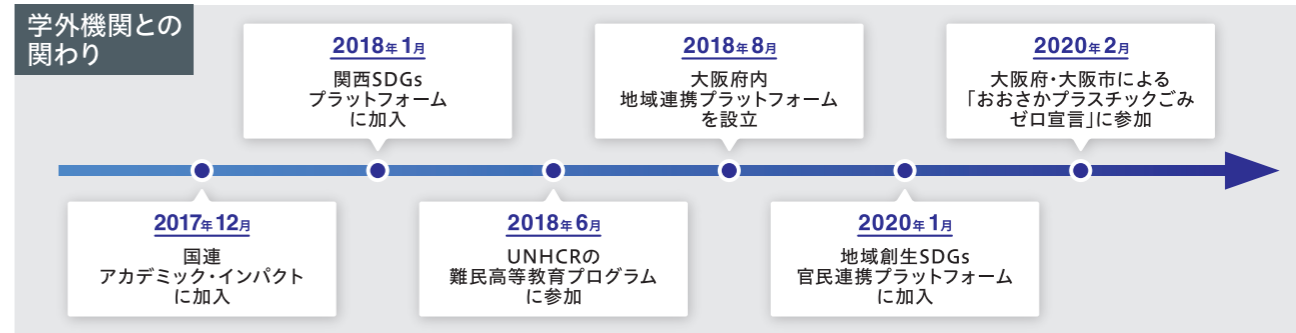 学外機関との
関わり
2017年12月
国連
アカデミック・インパクト
に加入
2018年1月
関西SDGs
プラットフォーム
に加入
2018年6月
UNHCRの
難民高等教育プログラム
に参加
2018年8月
大阪府内
地域連携プラットフォーム
を設立
2020年1月
地域創生SDGs
官民連携プラットフォーム
に加入
2020年2月
大阪府・大阪市による
「おおさかプラスチックごみ
ゼロ宣言」に参加